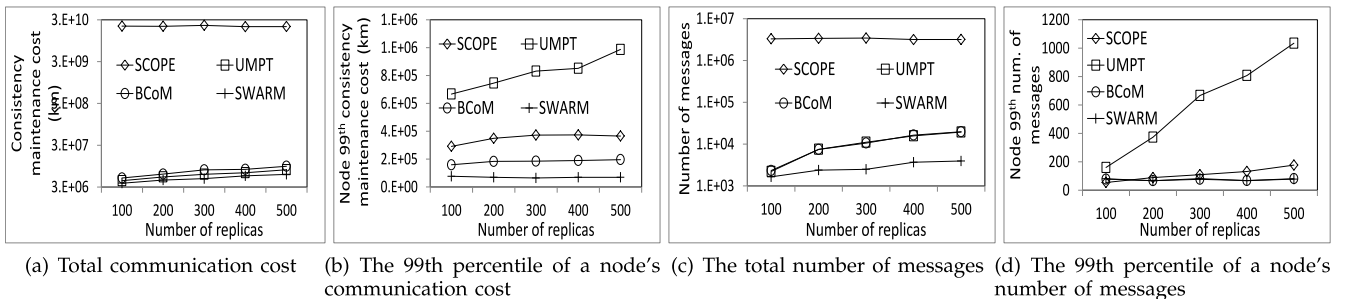 3.E+10
3.E+09
3.E+08
3.E+07
3.E+06
Consistency
maintenance cost
(km)
SCOPE
UMPT
BCoM
SWARM
100 200 300 400 500
Number of replicas
(a) Total communication cost
1.E+06
1.E+06
8.E+05
6.E+05
4.E+05
2.E+05
0.E+00
Node 99th consistency
maintenance cost (km)
SCOPE
UMPT
BCoM
SWARM
100 200 300 400 500
Number of replicas
(b) The 99th percentile of a node's
communication cost
1.E+07
1.E+06
1.E+05
1.E+04
1.E+03
Number of messages
SCOPE
UMPT
BCoM
SWARM
100 200 300 400 500
Number of replicas
(c) The total number of messages
1200
1000
800
600
400
200
0
Node 99th num. of
messages
SCOPE
UMPT
BCoM
SWARM
100 200 300 400 500
Number of replicas
(d) The 99th percentile of a node's
number of messages